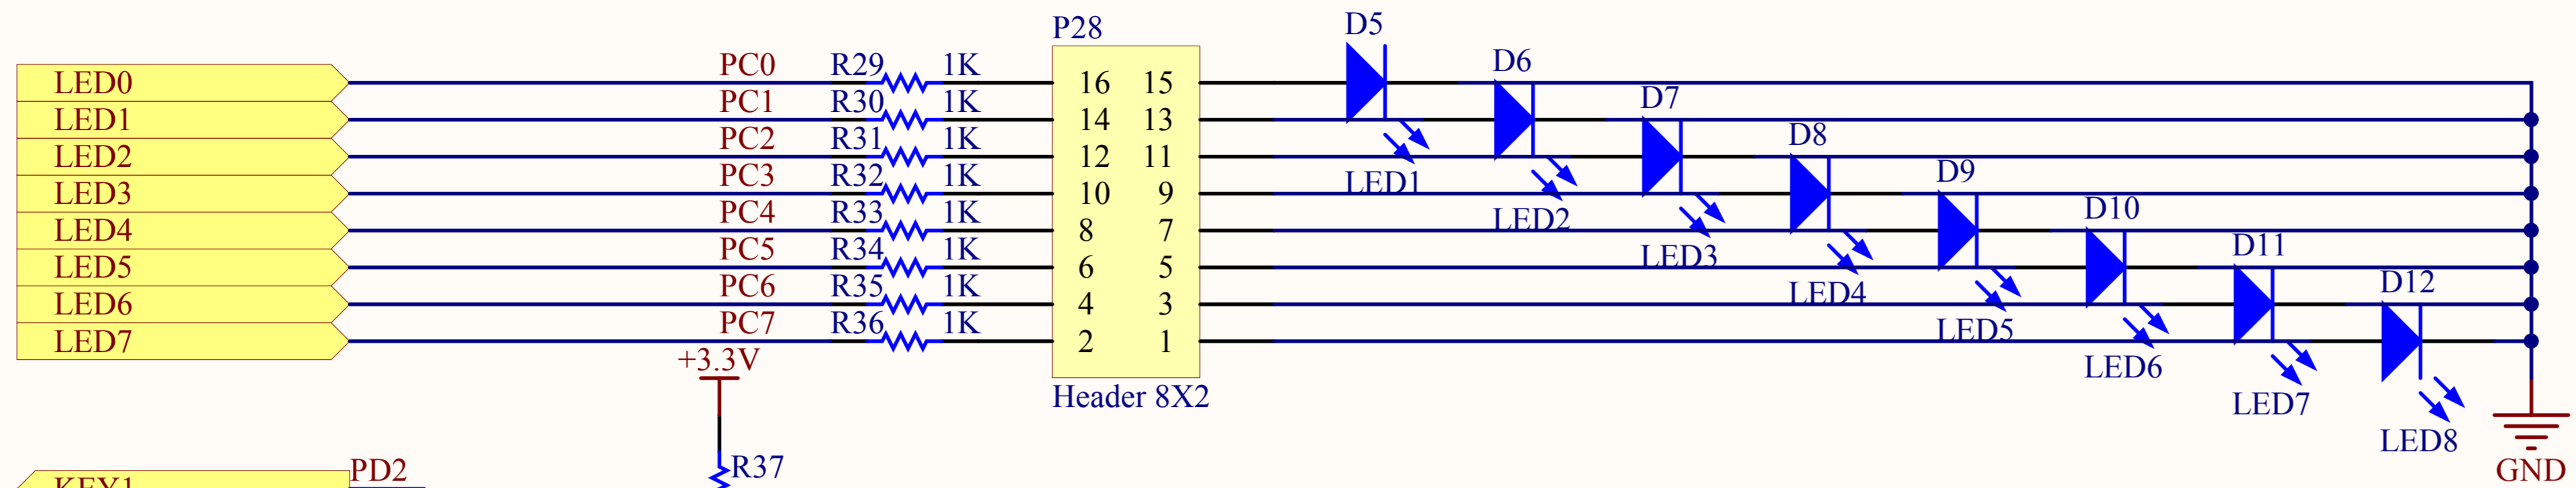 P28
D5
D6
D7
D8
D9
D10
D11
D12
LED0 PC0 R29 1K 16 15
LED1 PC1 R30 1K 14 13
LED2 PC2 R31 1K 12 11
LED3 PC3 R32 1K 10 9
LED4 PC4 R33 1K 8 7
LED5 PC5 R34 1K 6 5
LED6 PC6 R35 1K 4 3
LED7 PC7 R36 1K 2 1
LED1
LED2
LED3
LED4
LED5
LED6
LED7
LED8
+3.3V
Header 8X2
GND
R37
PD2
KEY1